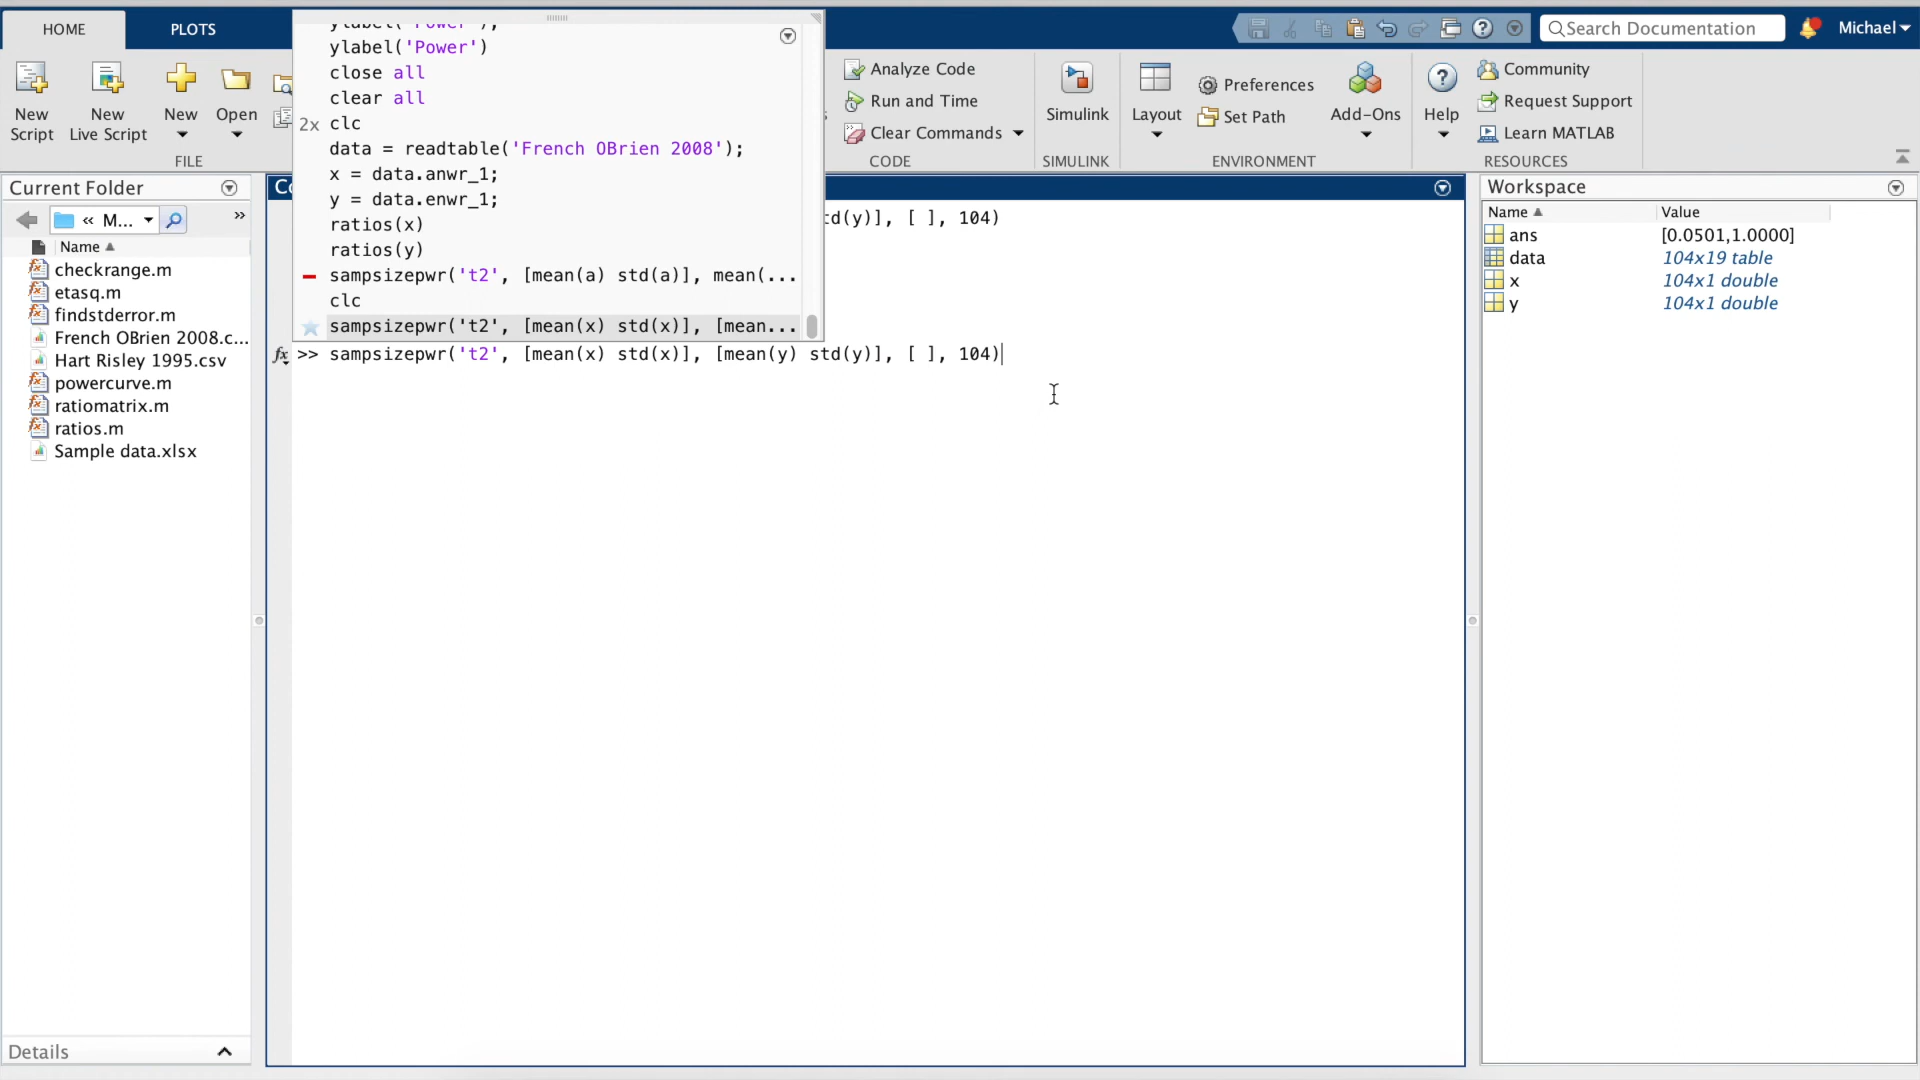 HOME
PLOTS
Search Documentation
Michael
New Script
New Live Script
New
Open
FILE
Analyze Code
Run and Time
Clear Commands
CODE
Simulink
SIMULINK
Layout
Preferences
Set Path
Add-Ons
ENVIRONMENT
Help
Community
Request Support
Learn MATLAB
RESOURCES
ylabel('Power');
ylabel('Power')
close all
clear all
2x clc
data = readtable('French OBrien 2008');
x = data.anwr_1;
y = data.enwr_1;
ratios(x)
ratios(y)
sampsizepwr('t2', [mean(a) std(a)], mean(...
clc
sampsizepwr('t2', [mean(x) std(x)], [mean...
td(y)], [ ], 104)
fx >> sampsizepwr('t2', [mean(x) std(x)], [mean(y) std(y)], [ ], 104)
Current Folder
« M...
»
Name
checkrange.m
etasq.m
findstderror.m
French OBrien 2008.c...
Hart Risley 1995.csv
powercurve.m
ratiomatrix.m
ratios.m
Sample data.xlsx
Details
Workspace
Name Value
ans [0.0501,1.0000]
data 104x19 table
x 104x1 double
y 104x1 double